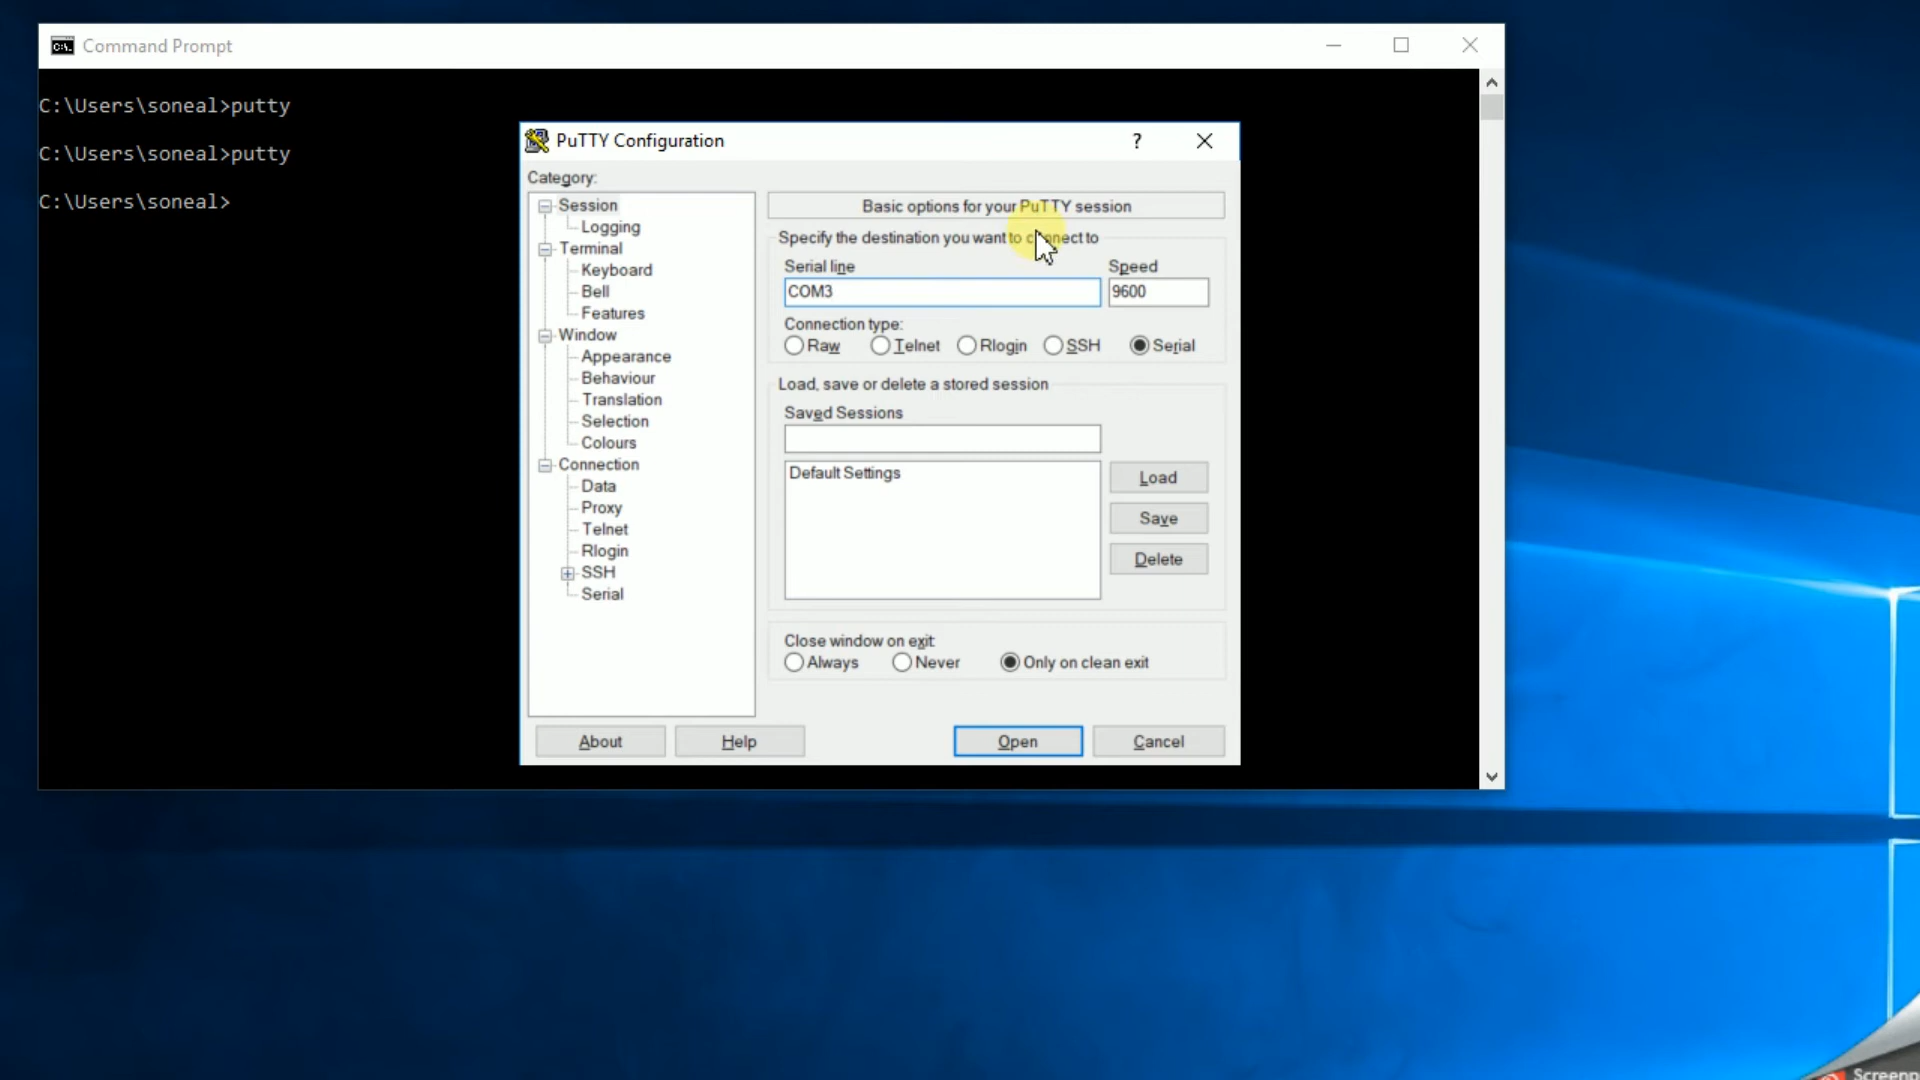 Command Prompt
C:\Users\soneal>putty
C:\Users\soneal>putty
C:\Users\soneal>
PuTTY Configuration
?
Category:
Session
Logging
Terminal
Keyboard
Bell
Features
Window
Appearance
Behaviour
Translation
Selection
Colours
Connection
Data
Proxy
Telnet
Rlogin
SSH
Serial
Basic options for your PuTTY session
Specify the destination you want to connect to
Serial line Speed
COM3 9600
Connection type:
Raw Telnet Rlogin SSH Serial
Load, save or delete a stored session
Saved Sessions
Default Settings
Load
Save
Delete
Close window on exit:
Always Never Only on clean exit
About Help Open Cancel